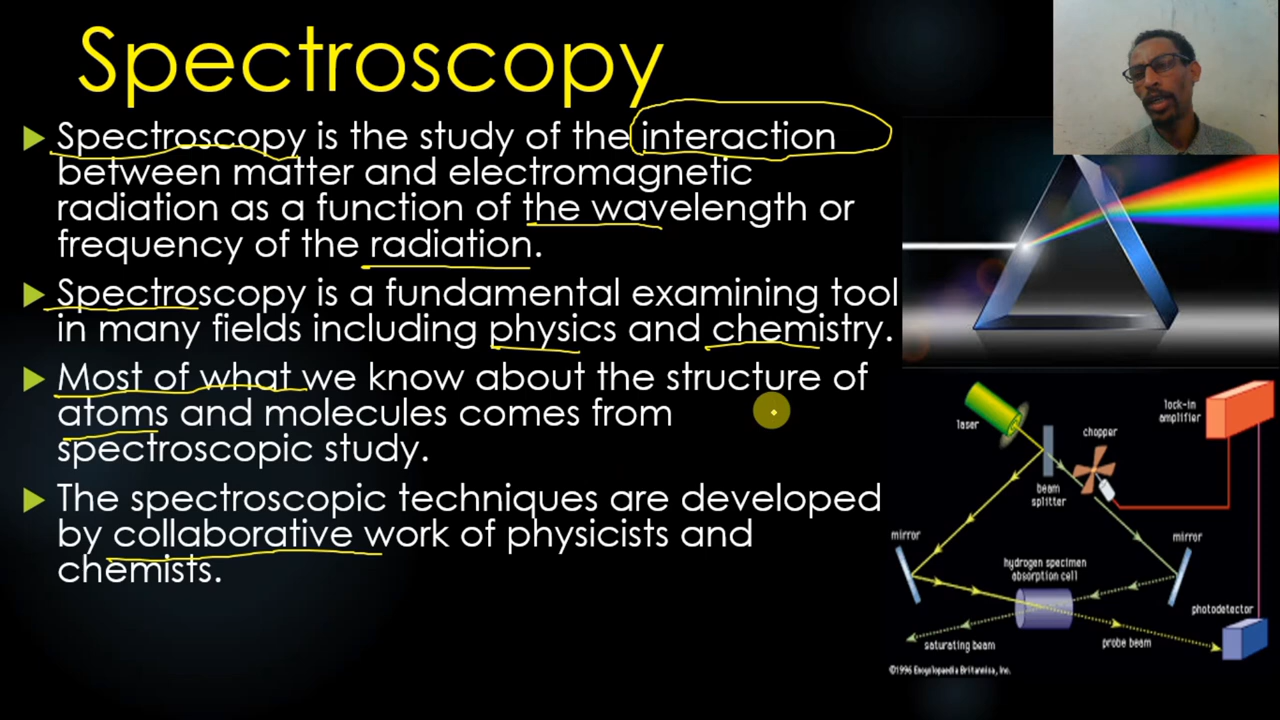 Spectroscopy
Spectroscopy is the study of the interaction
between matter and electromagnetic
radiation as a function of the wavelength or
frequency of the radiation.
Spectroscopy is a fundamental examining tool
in many fields including physics and chemistry.
Most of what we know about the structure of
atoms and molecules comes from
spectroscopic study.
The spectroscopic techniques are developed
by collaborative work of physicists and
chemists.
laser
chopper
lock-in
amplifier
beam
splitter
mirror
mirror
hydrogen specimen
absorption cell
photodetector
saturating beam
probe beam
©1996 Encyclopaedia Britannica, Inc.